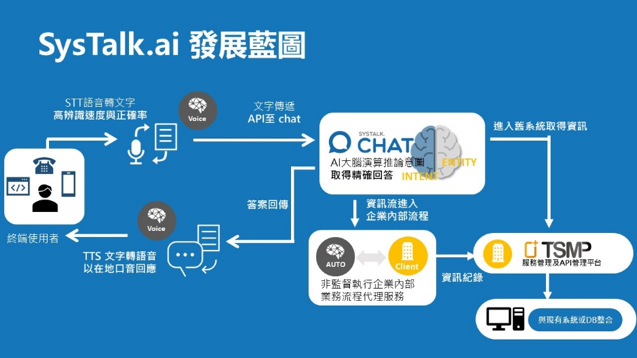 SysTalk.ai 發展藍圖
STT語音轉文字
高辨識速度與正確率
Voice
文字傳遞
API至 chat
SYSTALK.
CHAT
AI大腦演算推論意圖
取得精確回答
ENTITY
INTENT
進入舊系統取得資訊
終端使用者
Voice
TTS 文字轉語音
以在地口音回應
答案回傳
資訊流進入
企業內部流程
AUTO
Client
非監督執行企業內部
業務流程代理服務
資訊紀錄
TSMP
服務管理及API管理平台
與現有系統或DB整合